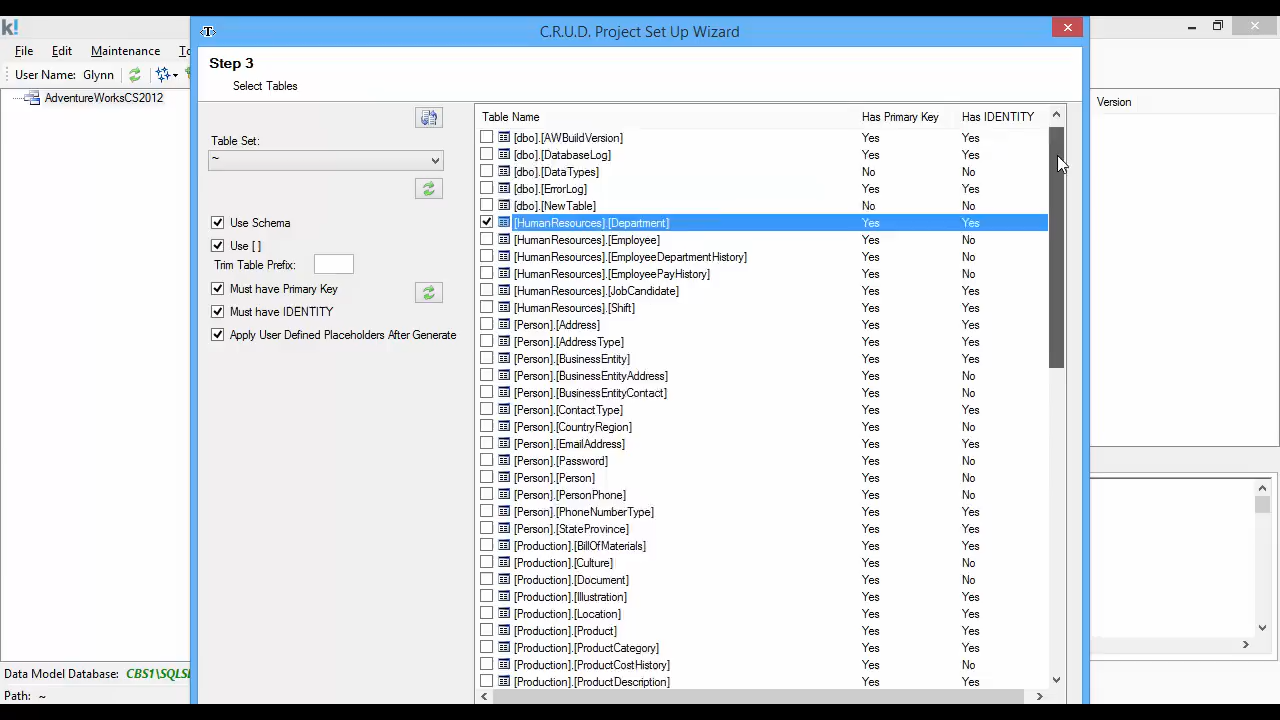 k!
T
C.R.U.D. Project Set Up Wizard
File Edit Maintenance
User Name: Glynn
AdventureWorksCS2012
Step 3
Select Tables
Table Set:
~
Use Schema
Use [ ]
Trim Table Prefix:
Must have Primary Key
Must have IDENTITY
Apply User Defined Placeholders After Generate
Table Name Has Primary Key Has IDENTITY
[dbo].[AWBuildVersion] Yes Yes
[dbo].[DatabaseLog] Yes Yes
[dbo].[DataTypes] No No
[dbo].[ErrorLog] Yes Yes
[dbo].[NewTable] No No
[HumanResources].[Department] Yes Yes
[HumanResources].[Employee] Yes No
[HumanResources].[EmployeeDepartmentHistory] Yes No
[HumanResources].[EmployeePayHistory] Yes No
[HumanResources].[JobCandidate] Yes Yes
[HumanResources].[Shift] Yes Yes
[Person].[Address] Yes Yes
[Person].[AddressType] Yes Yes
[Person].[BusinessEntity] Yes Yes
[Person].[BusinessEntityAddress] Yes No
[Person].[BusinessEntityContact] Yes No
[Person].[ContactType] Yes Yes
[Person].[CountryRegion] Yes No
[Person].[EmailAddress] Yes Yes
[Person].[Password] Yes No
[Person].[Person] Yes No
[Person].[PersonPhone] Yes No
[Person].[PhoneNumberType] Yes Yes
[Person].[StateProvince] Yes Yes
[Production].[BillOfMaterials] Yes Yes
[Production].[Culture] Yes No
[Production].[Document] Yes No
[Production].[Illustration] Yes Yes
[Production].[Location] Yes Yes
[Production].[Product] Yes Yes
[Production].[ProductCategory] Yes Yes
[Production].[ProductCostHistory] Yes No
[Production].[ProductDescription] Yes Yes
Version
Data Model Database: CBS1\SQLS
Path: ~